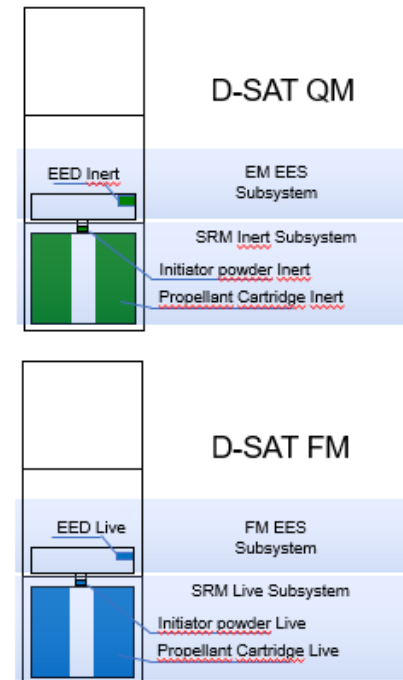 D-SAT QM
EED Inert
EM EES
Subsystem
SRM Inert Subsystem
Initiator powder Inert
Propellant Cartridge Inert
D-SAT FM
EED Live
FM EES
Subsystem
SRM Live Subsystem
Initiator powder Live
Propellant Cartridge Live